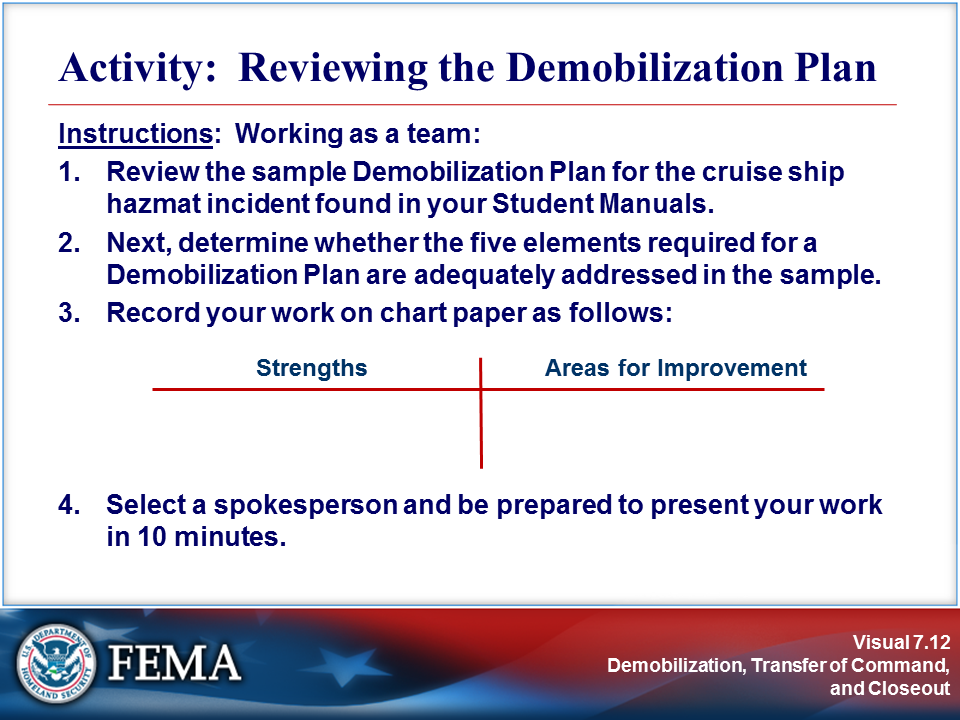 Activity:  Reviewing the Demobilization Plan
Instructions:  Working as a team:
1. Review the sample Demobilization Plan for the cruise ship
hazmat incident found in your Student Manuals.
2. Next, determine whether the five elements required for a
Demobilization Plan are adequately addressed in the sample.
3. Record your work on chart paper as follows:
Strengths Areas for Improvement
4. Select a spokesperson and be prepared to present your work
in 10 minutes.
U.S. DEPARTMENT OF
HOMELAND SECURITY
FEMA
Visual 7.12
Demobilization, Transfer of Command,
and Closeout